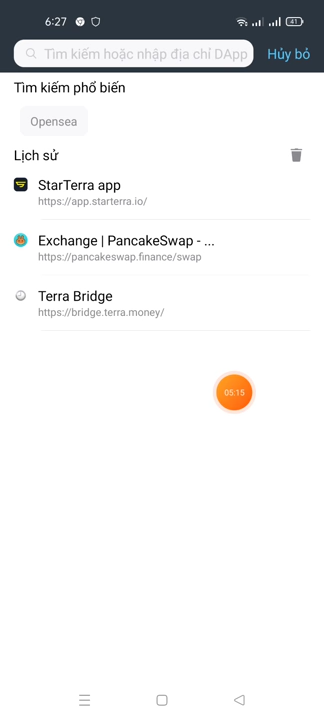 6:27
41
Tìm kiếm hoặc nhập địa chỉ DApp
Hủy bỏ
Tìm kiếm phổ biến
Opensea
Lịch sử
StarTerra app
https://app.starterra.io/
Exchange | PancakeSwap - ...
https://pancakeswap.finance/swap
Terra Bridge
https://bridge.terra.money/
05:15